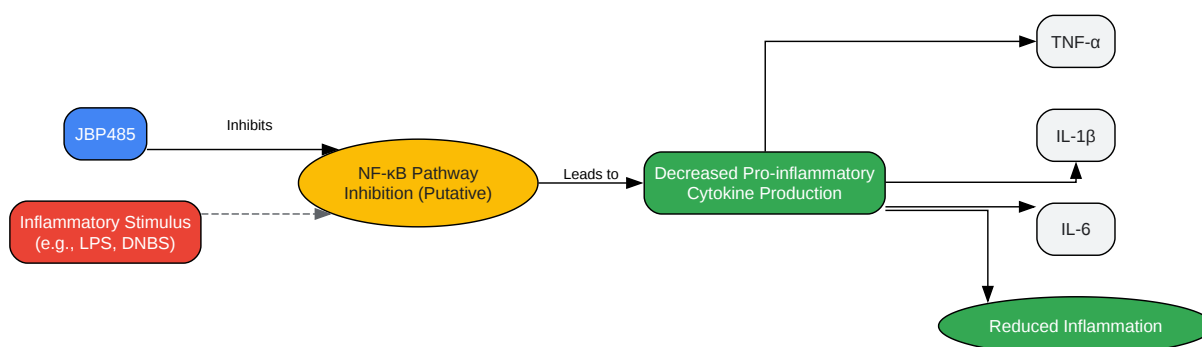 JBP485
Inhibits
Inflammatory Stimulus
(e.g., LPS, DNBS)
NF-κB Pathway
Inhibition (Putative)
Leads to
Decreased Pro-inflammatory
Cytokine Production
TNF-α
IL-1β
IL-6
Reduced Inflammation